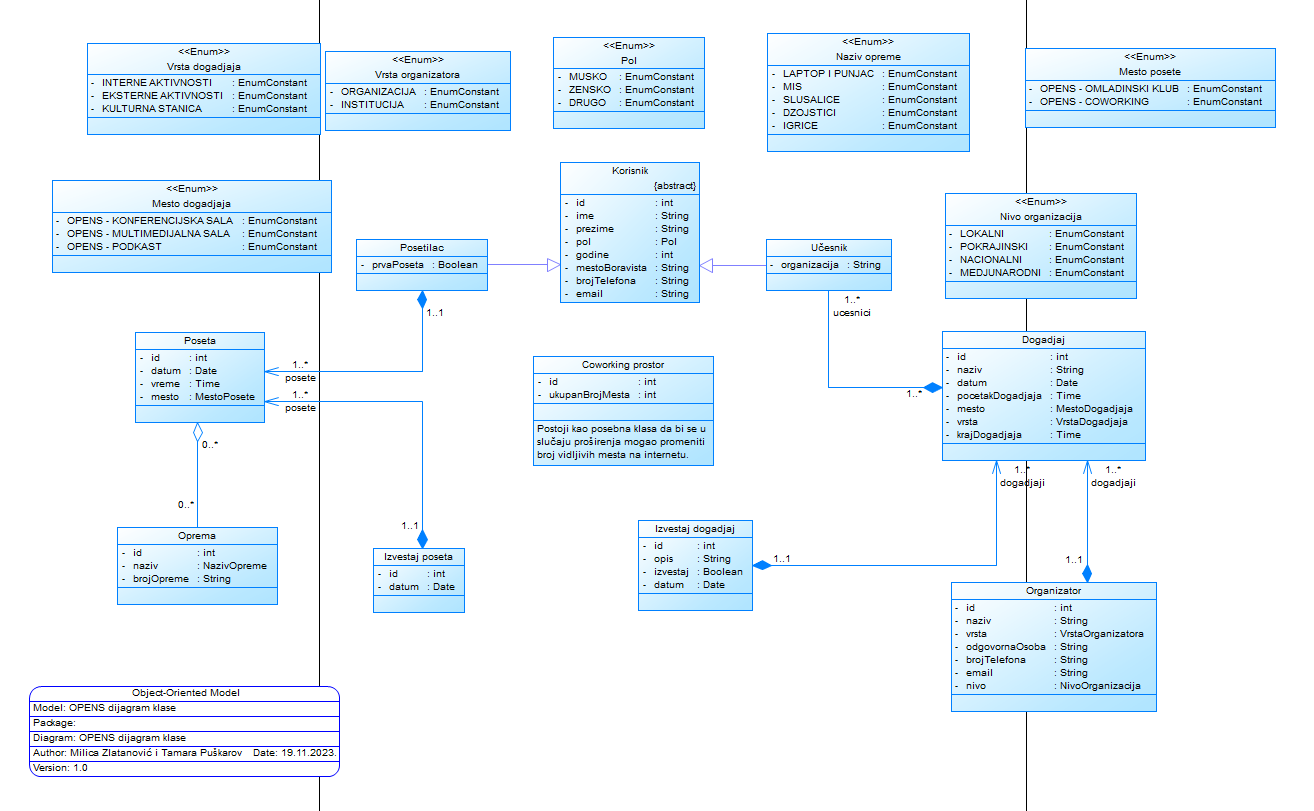 <<Enum>>
Vrsta dogadjaja
- INTERNE AKTIVNOSTI : EnumConstant
- EKSTERNE AKTIVNOSTI : EnumConstant
- KULTURNA STANICA : EnumConstant
<<Enum>>
Vrsta organizatora
- ORGANIZACIJA : EnumConstant
- INSTITUCIJA : EnumConstant
<<Enum>>
Pol
- MUSKO : EnumConstant
- ZENSKO : EnumConstant
- DRUGO : EnumConstant
<<Enum>>
Naziv opreme
- LAPTOP I PUNJAC : EnumConstant
- MIS : EnumConstant
- SLUSALICE : EnumConstant
- DZOJSTICI : EnumConstant
- IGRICE : EnumConstant
<<Enum>>
Mesto posete
- OPENS - OMLADINSKI KLUB : EnumConstant
- OPENS - COWORKING : EnumConstant
<<Enum>>
Mesto dogadjaja
- OPENS - KONFERENCIJSKA SALA : EnumConstant
- OPENS - MULTIMEDIJALNA SALA : EnumConstant
- OPENS - PODKAST : EnumConstant
Posetilac
- prvaPoseta : Boolean
1..1
Korisnik
{abstract}
- id : int
- ime : String
- prezime : String
- pol : Pol
- godine : int
- mestoBoravista : String
- brojTelefona : String
- email : String
Učesnik
- organizacija : String
1..*
ucesnici
<<Enum>>
Nivo organizacija
- LOKALNI : EnumConstant
- POKRAJINSKI : EnumConstant
- NACIONALNI : EnumConstant
- MEDJUNARODNI : EnumConstant
Poseta
- id : int
- datum : Date
- vreme : Time
- mesto : MestoPosete
1..*
posete
1..*
posete
0..*
0..*
Coworking prostor
- id : int
- ukupanBrojMesta : int
Postoji kao posebna klasa da bi se u
slučaju proširenja mogao promeniti
broj vidljivih mesta na internetu.
Dogadjaj
- id : int
- naziv : String
- datum : Date
- pocetakDogadjaja : Time
- mesto : MestoDogadjaja
- vrsta : VrstaDogadjaja
- krajDogadjaja : Time
1..*
1..*
dogadjaji
1..*
dogadjaji
Oprema
- id : int
- naziv : NazivOpreme
- brojOpreme : String
1..1
Izvestaj poseta
- id : int
- datum : Date
Izvestaj dogadjaj
- id : int
- opis : String
- izvestaj : Boolean
- datum : Date
1..1
1..1
Organizator
- id : int
- naziv : String
- vrsta : VrstaOrganizatora
- odgovornaOsoba : String
- brojTelefona : String
- email : String
- nivo : NivoOrganizacija
Object-Oriented Model
Model: OPENS dijagram klase
Package:
Diagram: OPENS dijagram klase
Author: Milica Zlatanović i Tamara Puškarov Date: 19.11.2023.
Version: 1.0